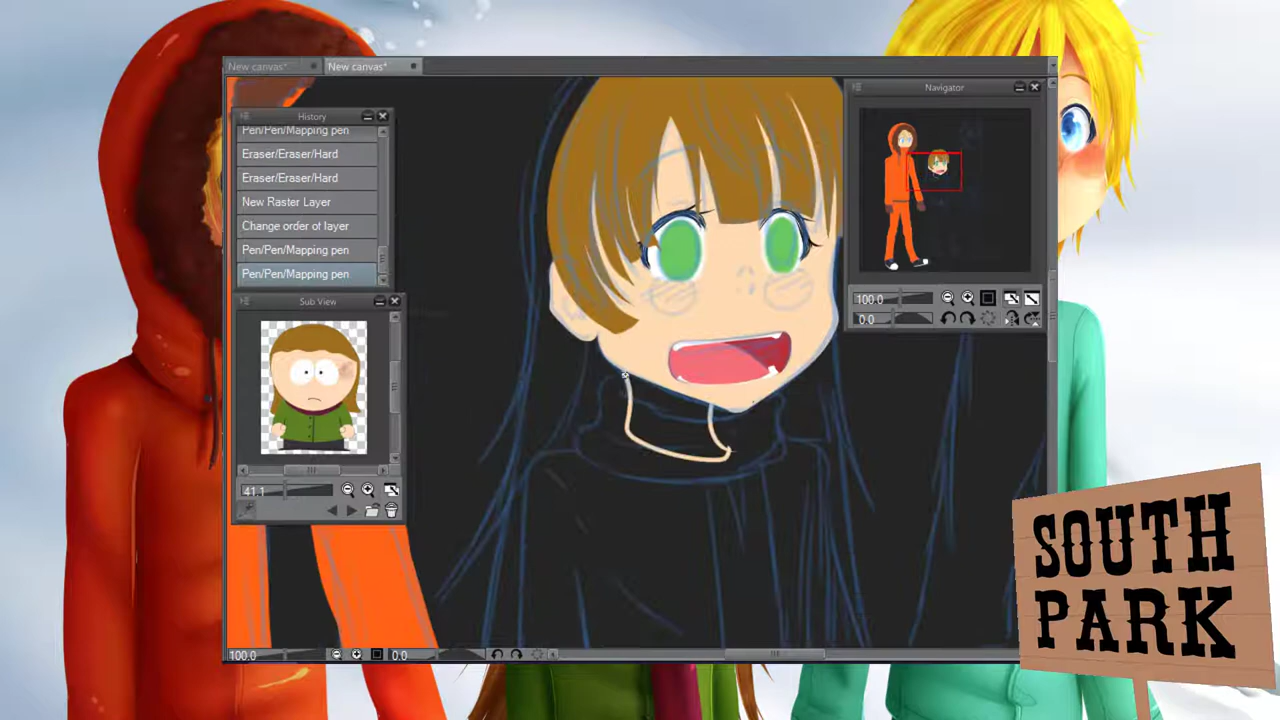 New canvas*
New canvas*
History
Pen/Pen/Mapping pen
Eraser/Eraser/Hard
Eraser/Eraser/Hard
New Raster Layer
Change order of layer
Pen/Pen/Mapping pen
Pen/Pen/Mapping pen
Sub View
41.1
Navigator
100.0
0.0
100.0
0.0
SOUTH
PARK